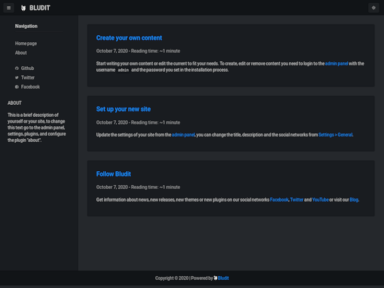 BLUDIT
Navigation
Homepage
About
Github
Twitter
Facebook
ABOUT
This is a brief description of
yourself or your site, to change
this text go to the admin panel,
settings, plugins, and configure
the plugin "about".
Create your own content
October 7, 2020 - Reading time: ~1 minute
Start writing your own content or edit the current to fit your needs. To create, edit or remove content you need to login to the admin panel with the
username admin and the password you set in the installation process.
Set up your new site
October 7, 2020 - Reading time: ~1 minute
Update the settings of your site from the admin panel, you can change the title, description and the social networks from Settings > General.
Follow Bludit
October 7, 2020 - Reading time: ~1 minute
Get information about news, new releases, new themes or new plugins on our social networks Facebook, Twitter and YouTube or visit our Blog.
Copyright © 2020 | Powered by Bludit